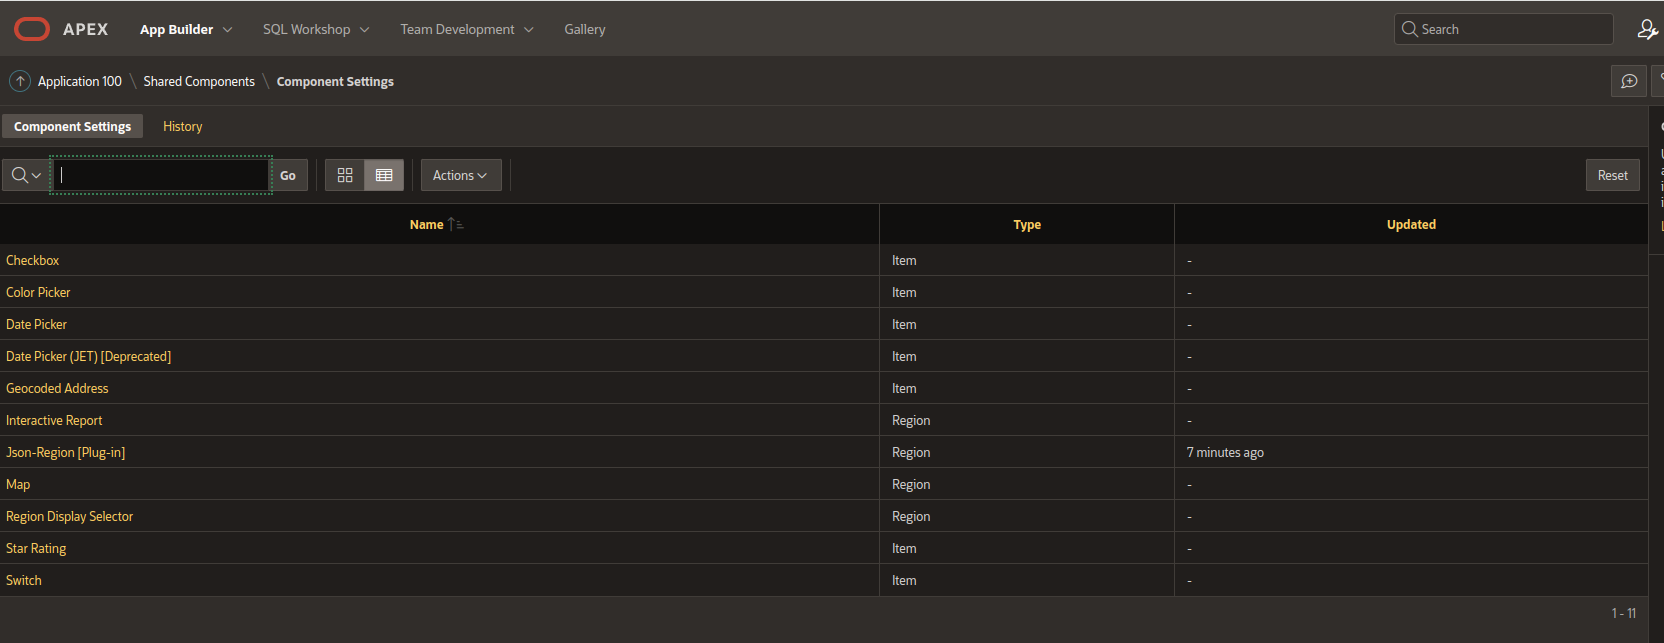 APEX App Builder SQL Workshop Team Development Gallery Search
Application 100 \ Shared Components \ Component Settings
Component Settings History
Go Actions Reset
Name Type Updated
Checkbox Item -
Color Picker Item -
Date Picker Item -
Date Picker (JET) [Deprecated] Item -
Geocoded Address Item -
Interactive Report Region -
Json-Region [Plug-in] Region 7 minutes ago
Map Region -
Region Display Selector Region -
Star Rating Item -
Switch Item -
1 - 11